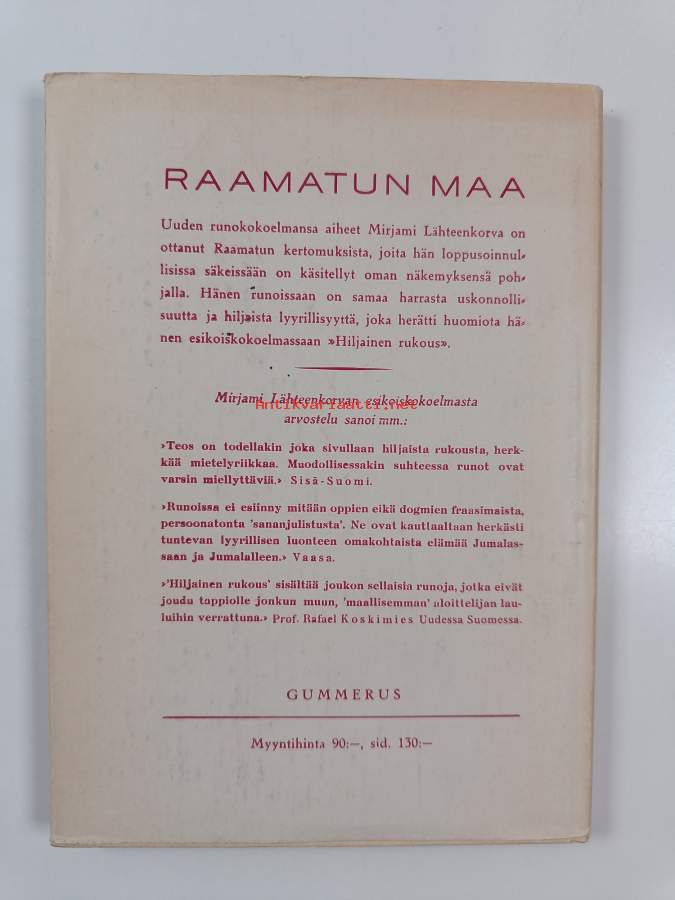 RAAMATUN MAA
Uuden runokokoelmansa aiheet Mirjami Lähteenkorva on
ottanut Raamatun kertomuksista, joita hän loppusoinnul-
lisissa säkeissään on käsitellyt oman näkemyksensä poh-
jalla. Hänen runoissaan on samaa harrasta uskonnolli-
suutta ja hiljaista lyyrillisyyttä, joka herätti huomiota hä-
nen esikoiskokoelmassaan »Hiljainen rukous».
Mirjami Lähteenkorvan esikoiskokoelmasta
Antikvariaatti.net
arvostelu sanoi mm.:
»Teos on todellakin joka sivullaan hiljaista rukousta, herk-
kää mietelyriikkaa. Muodollisessakin suhteessa runot ovat
varsin miellyttäviä.» Sisä-Suomi.
»Runoissa ei esiinny mitään oppien eikä dogmien fraasimaista,
persoonatonta 'sananjulistusta'. Ne ovat kauttaaltaan herkästi
tuntevan lyyrillisen luonteen omakohtaista elämää Jumalas-
saan ja Jumalalleen.» Vaasa.
»'Hiljainen rukous' sisältää joukon sellaisia runoja, jotka eivät
joudu tappiolle jonkun muun, 'maallisemman' aloittelijan lau-
luihin verrattuna.» Prof. Rafael Koskimies Uudessa Suomessa.
GUMMERUS
Myyntihinta 90:—, sid. 130:—